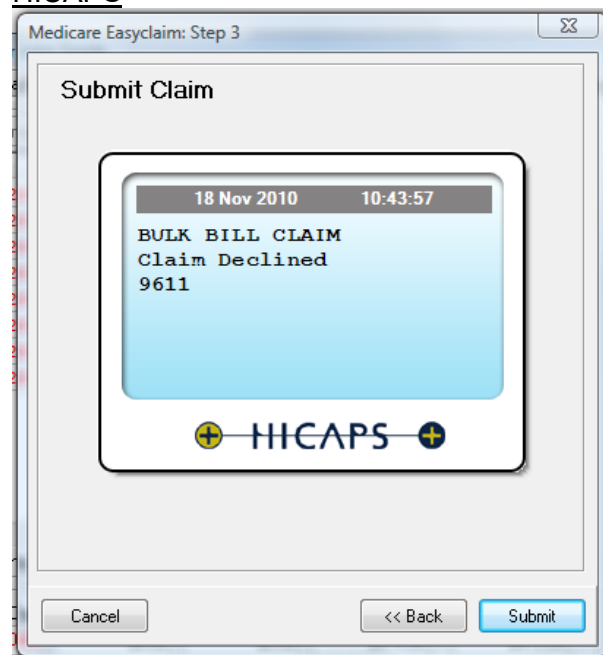 HICAPS
Medicare Easyclaim: Step 3
Submit Claim
18 Nov 2010 10:43:57
BULK BILL CLAIM
Claim Declined
9611
HICAPS
Cancel << Back Submit